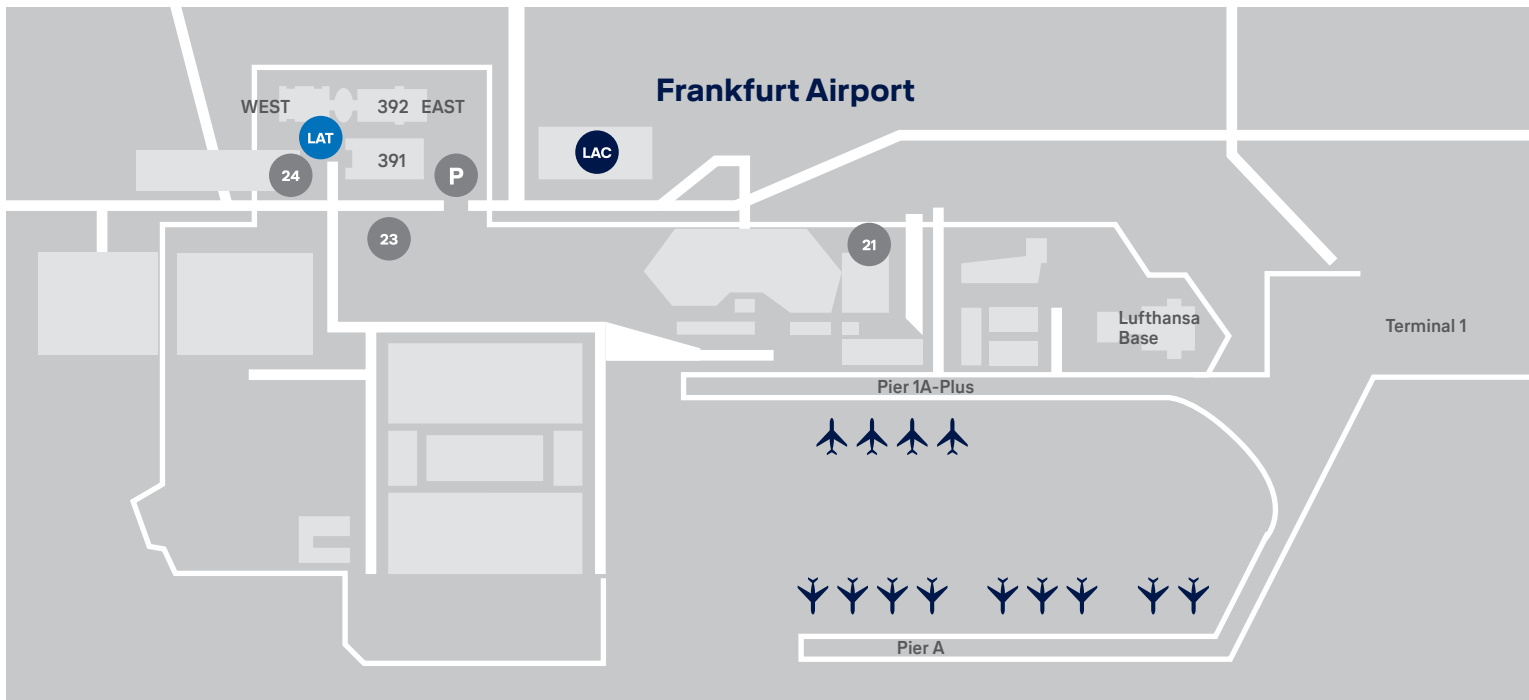 Frankfurt Airport
WEST
392
EAST
LAT
391
LAC
24
P
23
21
Lufthansa
Base
Terminal 1
Pier 1A-Plus
Pier A